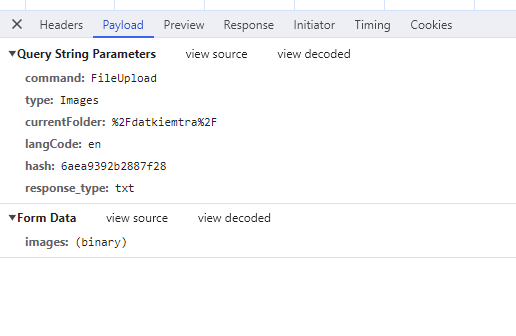 Headers Payload Preview Response Initiator Timing Cookies
▼Query String Parameters view source view decoded
command: FileUpload
type: Images
currentFolder: %2Fdatkiemtra%2F
langCode: en
hash: 6aea9392b2887f28
response_type: txt
▼Form Data view source view decoded
images: (binary)